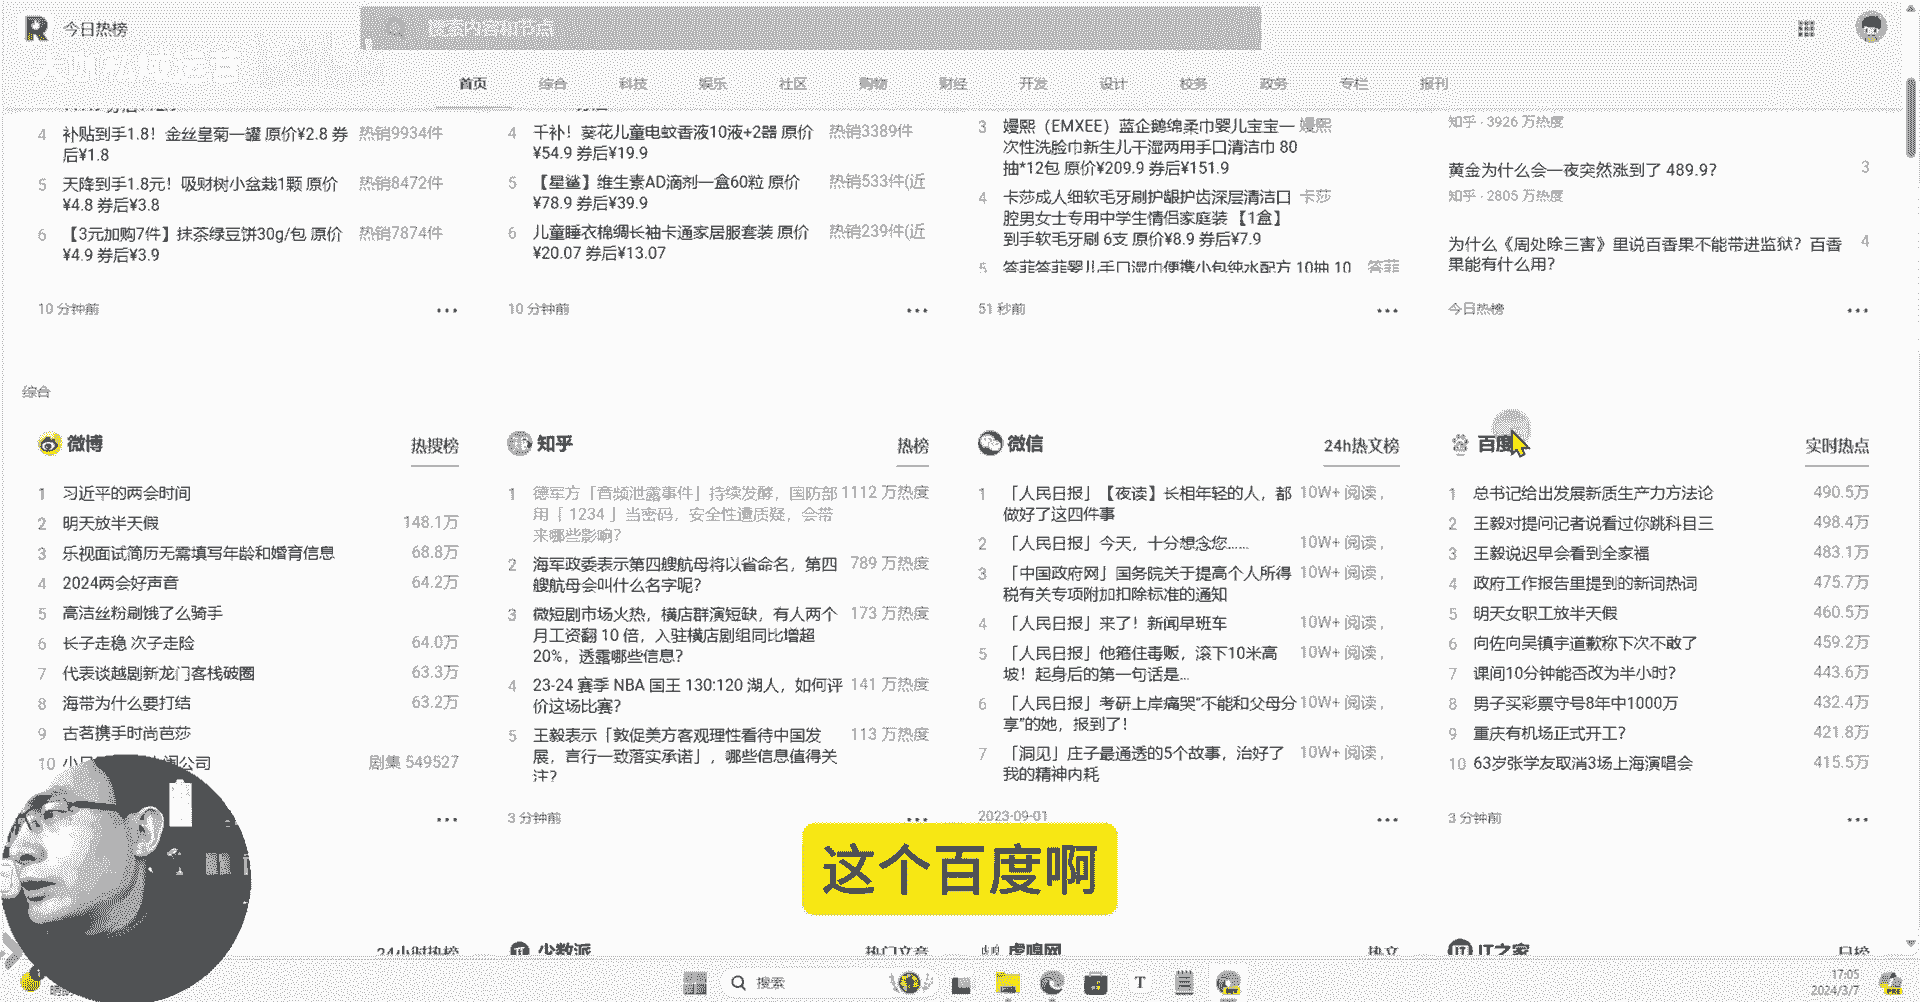 今日热榜
搜索内容和节点
首页 综合 科技 娱乐 社区 购物 财经 开发 设计 校务 政务 专栏 报刊
4 补贴到手1.8！金丝皇菊一罐 原价¥2.8 券 热销9934件
后¥1.8
5 天降到手1.8元！吸财树小盆栽1颗 原价 热销8472件
¥4.8 券后¥3.8
6 【3元加购7件】抹茶绿豆饼30g/包 原价 热销7874件
¥4.9 券后¥3.9
10 分钟前
4 千补！葵花儿童电蚊香液10液+2器 原价 热销3389件
¥54.9 券后¥19.9
5 【星鲨】维生素AD滴剂一盒60粒 原价 热销533件(近
¥78.9 券后¥39.9
6 儿童睡衣棉绸长袖卡通家居服套装 原价 热销239件(近
¥20.07 券后¥13.07
10 分钟前
3 嫚熙（EMXEE）蓝企鹅绵柔巾婴儿宝宝一 嫚熙
次性洗脸巾新生儿干湿两用手口清洁巾 80
抽*12包 原价¥209.9 券后¥151.9
4 卡莎成人细软毛牙刷护龈护齿深层清洁口 卡莎
腔男女士专用中学生情侣家庭装 【1盒】
到手软毛牙刷 6支 原价¥8.9 券后¥7.9
5 答菲答菲婴儿手口湿巾便携小包纯水配方 10抽 10 答菲
51 秒前
知乎 · 3926 万热度
黄金为什么会一夜突然涨到了 489.9？ 3
知乎 · 2805 万热度
为什么《周处除三害》里说百香果不能带进监狱？百香 4
果能有什么用？
今日热榜
综合
微博 热搜榜
1 习近平的两会时间
2 明天放半天假 148.1万
3 乐视面试简历无需填写年龄和婚育信息 68.8万
4 2024两会好声音 64.2万
5 高洁丝粉刷饿了么骑手
6 长子走稳 次子走险 64.0万
7 代表谈越剧新龙门客栈破圈 63.3万
8 海带为什么要打结 63.2万
9 古茗携手时尚芭莎
10 小 公司 剧集 549527
知乎 热榜
1 德军方「音频泄露事件」持续发酵，国防部 1112 万热度
用「 1234 」当密码，安全性遭质疑，会带
来哪些影响？
2 海军政委表示第四艘航母将以省命名，第四 789 万热度
艘航母会叫什么名字呢？
3 微短剧市场火热，横店群演短缺，有人两个 173 万热度
月工资翻 10 倍，入驻横店剧组同比增超
20%，透露哪些信息？
4 23-24 赛季 NBA 国王 130:120 湖人，如何评 141 万热度
价这场比赛？
5 王毅表示「敦促美方客观理性看待中国发 113 万热度
展，言行一致落实承诺」，哪些信息值得关
注？
3 分钟前
微信 24h热文榜
1 「人民日报」【夜读】长相年轻的人，都 10W+ 阅读，
做好了这四件事
2 「人民日报」今天，十分想念您…… 10W+ 阅读，
3 「中国政府网」国务院关于提高个人所得 10W+ 阅读，
税有关专项附加扣除标准的通知
4 「人民日报」来了！新闻早班车 10W+ 阅读，
5 「人民日报」他箍住毒贩，滚下10米高 10W+ 阅读，
坡！起身后的第一句话是…
6 「人民日报」考研上岸痛哭“不能和父母分 10W+ 阅读，
享”的她，报到了！
7 「洞见」庄子最通透的5个故事，治好了 10W+ 阅读，
我的精神内耗
2023-09-01
百度 实时热点
1 总书记给出发展新质生产力方法论 490.5万
2 王毅对提问记者说看过你跳科目三 498.4万
3 王毅说迟早会看到全家福 483.1万
4 政府工作报告里提到的新词热词 475.7万
5 明天女职工放半天假 460.5万
6 向佐向吴镇宇道歉称下次不敢了 459.2万
7 课间10分钟能否改为半小时？ 443.6万
8 男子买彩票守号8年中1000万 432.4万
9 重庆有机场正式开工？ 421.8万
10 63岁张学友取消3场上海演唱会 415.5万
3 分钟前
这个百度啊
24小时热榜
少数派 热门文章
虎嗅网 热文
IT之家 日榜
搜索
17:05
2024/3/7